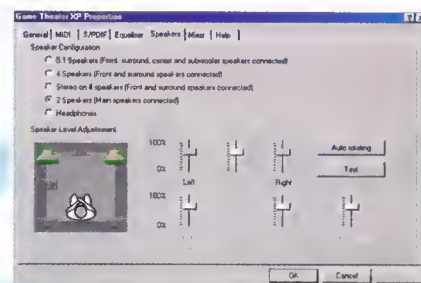 Game Theater XP Properties
General MIDI S/PDIF Equalizer Speakers Mixer Help
Speaker Configuration
5.1 Speakers (Front, surround, center and subwoofer speakers connected)
4 Speakers (Front and surround speakers connected)
Stereo on 4 speakers (Front and surround speakers connected)
2 Speakers (Main speakers connected)
Headphones
Speaker Level Adjustment
100%
Auto rotating
0%
Test
Left Right
100%
0%
OK Cancel